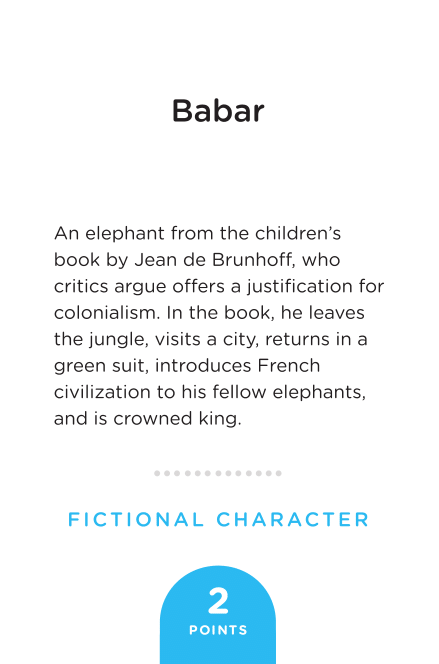 Babar
An elephant from the children’s
book by Jean de Brunhoff, who
critics argue offers a justification for
colonialism. In the book, he leaves
the jungle, visits a city, returns in a
green suit, introduces French
civilization to his fellow elephants,
and is crowned king.
FICTIONAL CHARACTER
2
POINTS